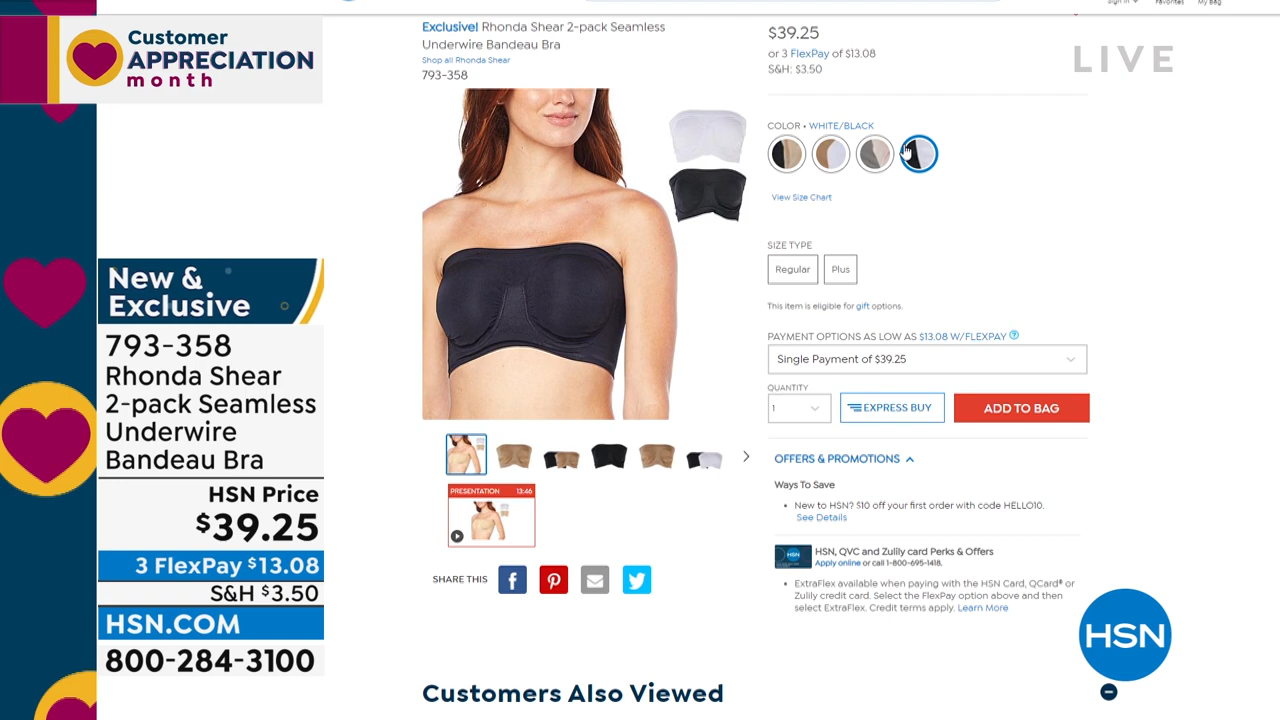 Customer
APPRECIATION
month
New &
Exclusive
793-358
Rhonda Shear
2-pack Seamless
Underwire
Bandeau Bra
HSN Price
$39.25
3 FlexPay $13.08
S&H $3.50
HSN.COM
800-284-3100
Sign In
Favorites
My Bag
Exclusive! Rhonda Shear 2-pack Seamless
Underwire Bandeau Bra
Shop all Rhonda Shear
793-358
PRESENTATION 13:46
SHARE THIS
$39.25
or 3 FlexPay of $13.08
S&H: $3.50
LIVE
COLOR • WHITE/BLACK
View Size Chart
SIZE TYPE
Regular Plus
This item is eligible for gift options.
PAYMENT OPTIONS AS LOW AS $13.08 W/FLEXPAY ?
Single Payment of $39.25
QUANTITY
1 EXPRESS BUY ADD TO BAG
OFFERS & PROMOTIONS
Ways To Save
• New to HSN? $10 off your first order with code HELLO10.
See Details
HSN
HSN, QVC and Zulily card Perks & Offers
Apply online or call 1-800-695-1418.
• ExtraFlex available when paying with the HSN Card, QCard® or
Zulily credit card. Select the FlexPay option above and then
select ExtraFlex. Credit terms apply. Learn More
HSN
Customers Also Viewed